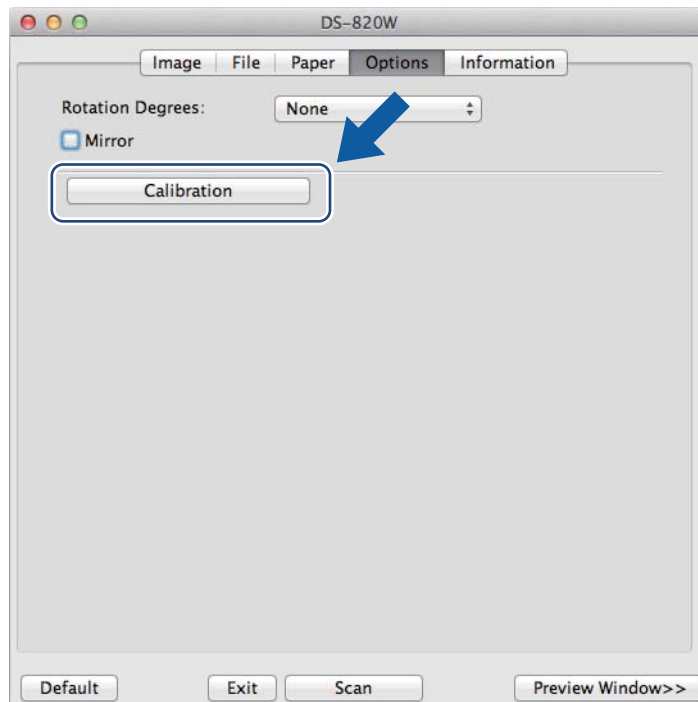 DS-820W
Image File Paper Options Information
Rotation Degrees: None
Mirror
Calibration
Default Exit Scan Preview Window>>